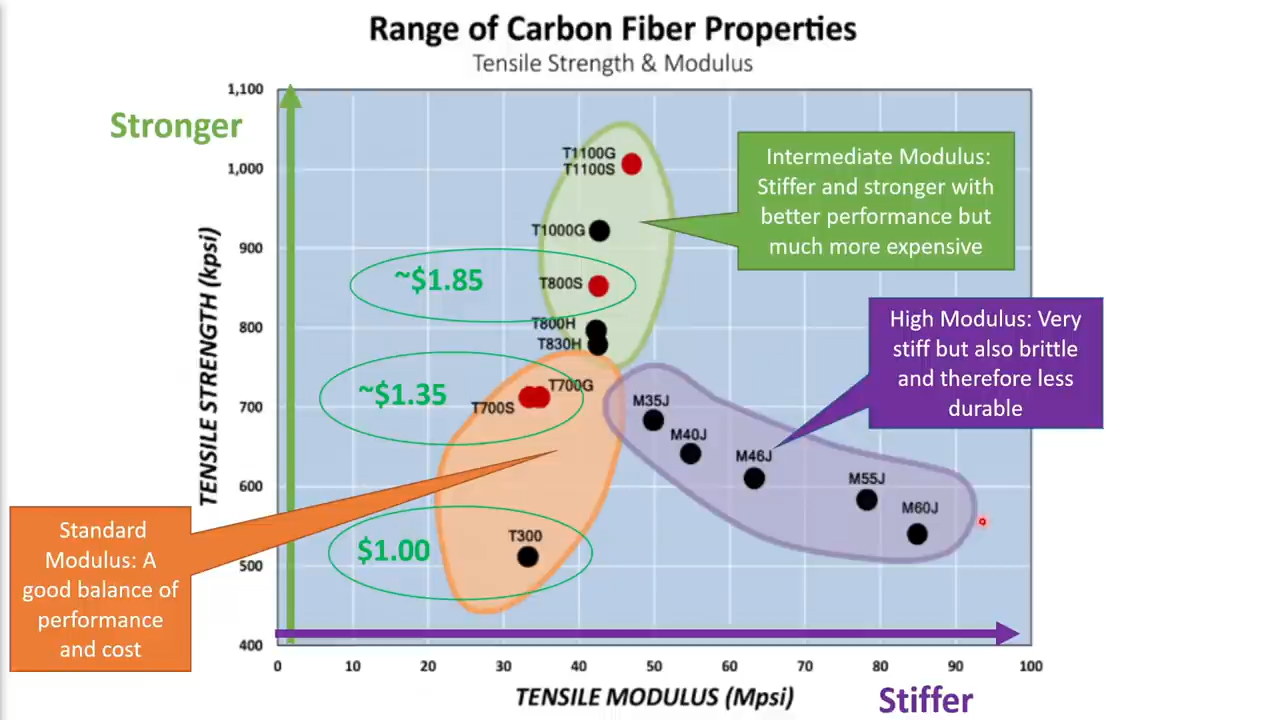 Range of Carbon Fiber Properties
Tensile Strength & Modulus
Stronger
Stiffer
TENSILE STRENGTH (kpsi)
1,100
1,000
900
800
700
600
500
400
0 10 20 30 40 50 60 70 80 90 100
TENSILE MODULUS (Mpsi)
T1100G
T1100S
T1000G
T800S
T800H
T830H
T700G
T700S
T300
M35J
M40J
M46J
M55J
M60J
~$1.85
~$1.35
$1.00
Intermediate Modulus:
Stiffer and stronger with
better performance but
much more expensive
High Modulus: Very
stiff but also brittle
and therefore less
durable
Standard
Modulus: A
good balance of
performance
and cost